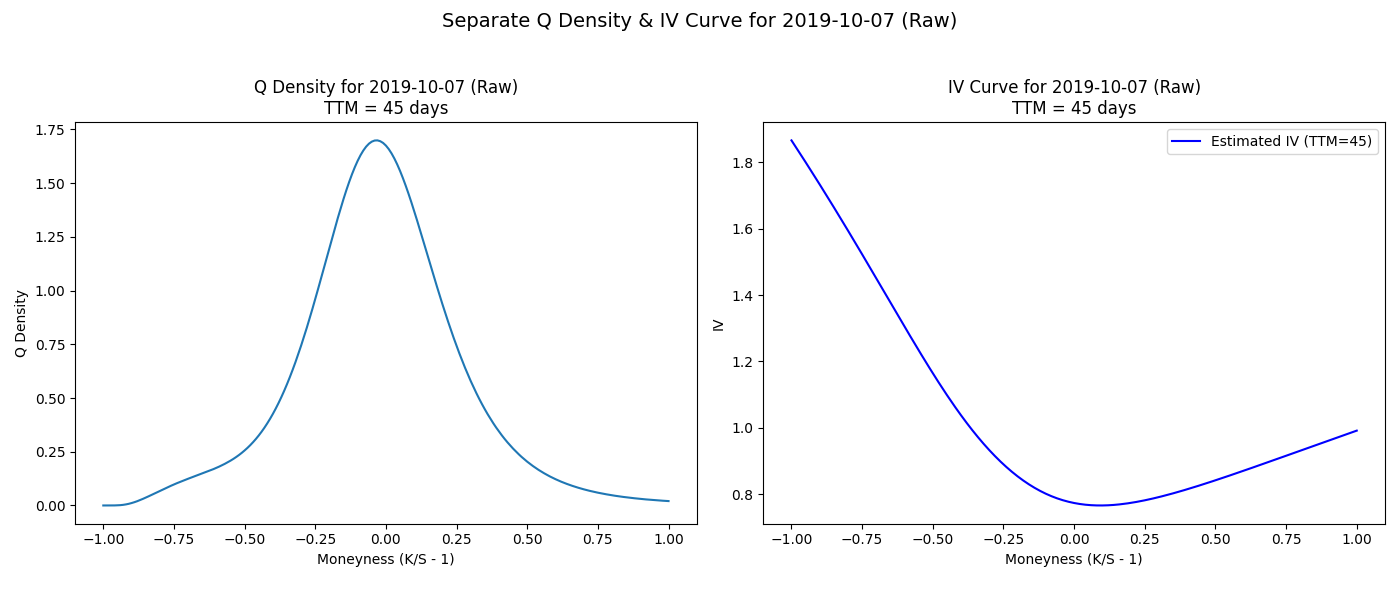 Separate Q Density & IV Curve for 2019-10-07 (Raw)
Q Density for 2019-10-07 (Raw)
TTM = 45 days
1.75
1.50
1.25
1.00
0.75
0.50
0.25
0.00
Q Density
−1.00 −0.75 −0.50 −0.25 0.00 0.25 0.50 0.75 1.00
Moneyness (K/S - 1)
IV Curve for 2019-10-07 (Raw)
TTM = 45 days
Estimated IV (TTM=45)
1.8
1.6
1.4
1.2
1.0
0.8
IV
−1.00 −0.75 −0.50 −0.25 0.00 0.25 0.50 0.75 1.00
Moneyness (K/S - 1)